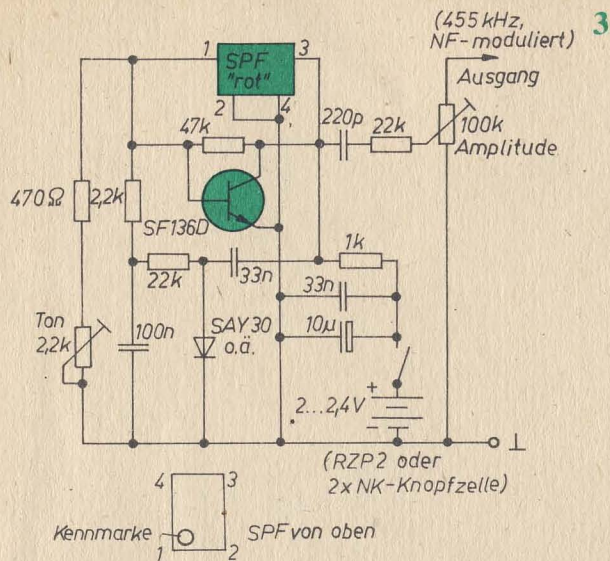 3
(455 kHz,
NF-moduliert)
Ausgang
1
SPF
"rot"
3
2
4
47k
220p
22k
100k
Amplitude
470Ω
2,2k
SF136D
22k
33n
1k
33n
10µ
Ton
2,2k
100n
SAY30
o.ä.
+
2...2,4V
–
⊥
(RZP2 oder
2x NK-Knopfzelle)
4
3
Kennmarke
SPF von oben
1
2